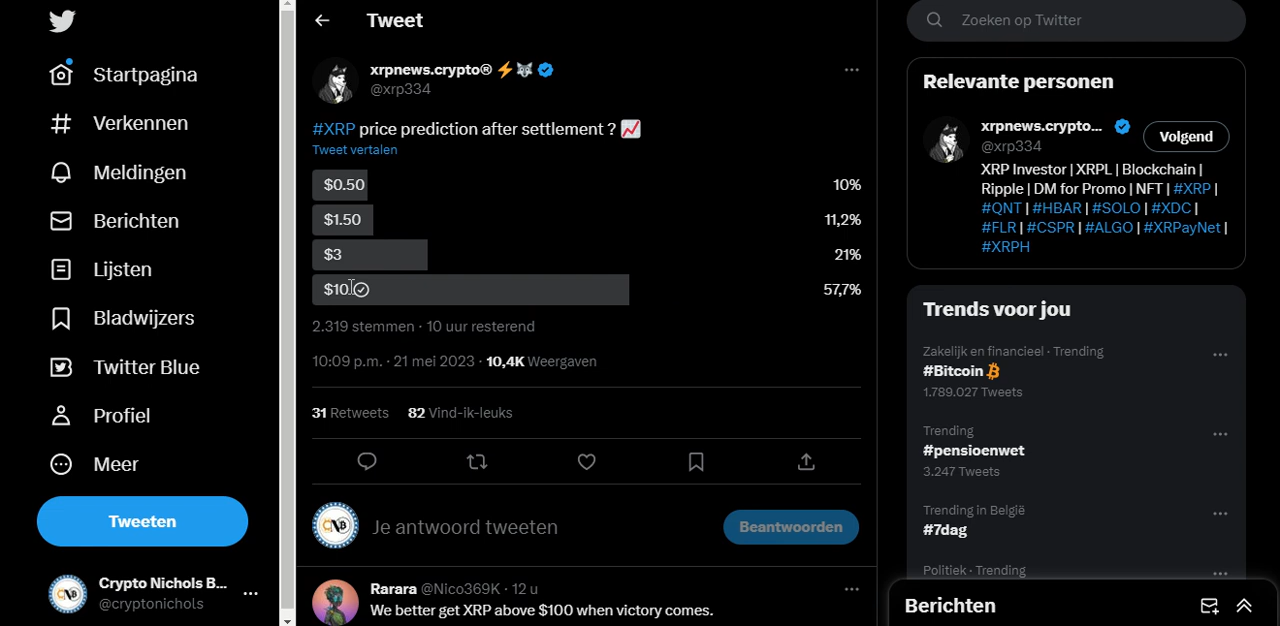 Startpagina
Verkennen
Meldingen
Berichten
Lijsten
Bladwijzers
Twitter Blue
Profiel
Meer
Tweeten
Crypto Nichols B...
@cryptonichols
Tweet
xrpnews.crypto®
@xrp334
#XRP price prediction after settlement ?
Tweet vertalen
$0.50 10%
$1.50 11,2%
$3 21%
$10 57,7%
2.319 stemmen · 10 uur resterend
10:09 p.m. · 21 mei 2023 · 10,4K Weergaven
31 Retweets 82 Vind-ik-leuks
CNB
Je antwoord tweeten
Beantwoorden
Rarara @Nico369K · 12 u
We better get XRP above $100 when victory comes.
Zoeken op Twitter
Relevante personen
xrpnews.crypto...
@xrp334
Volgend
XRP Investor | XRPL | Blockchain |
Ripple | DM for Promo | NFT | #XRP |
#QNT | #HBAR | #SOLO | #XDC |
#FLR | #CSPR | #ALGO | #XRPayNet |
#XRPH
Trends voor jou
Zakelijk en financieel · Trending
#Bitcoin
1.789.027 Tweets
Trending
#pensioenwet
3.247 Tweets
Trending in België
#7dag
Politiek · Trending
Berichten